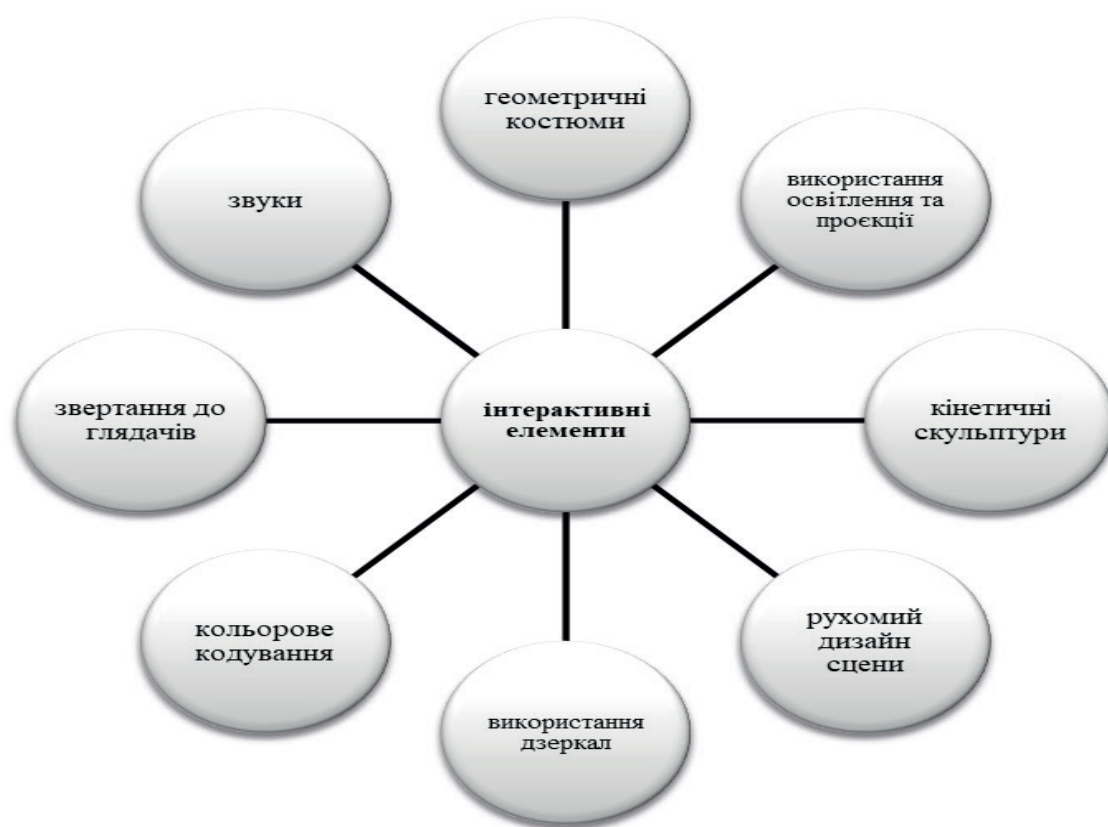 геометричні
костюми
використання
освітлення та
проєкції
кінетичні
скульптури
рухомий
дизайн
сцени
використання
дзеркал
кольорове
кодування
звертання до
глядачів
звуки
інтерактивні
елементи